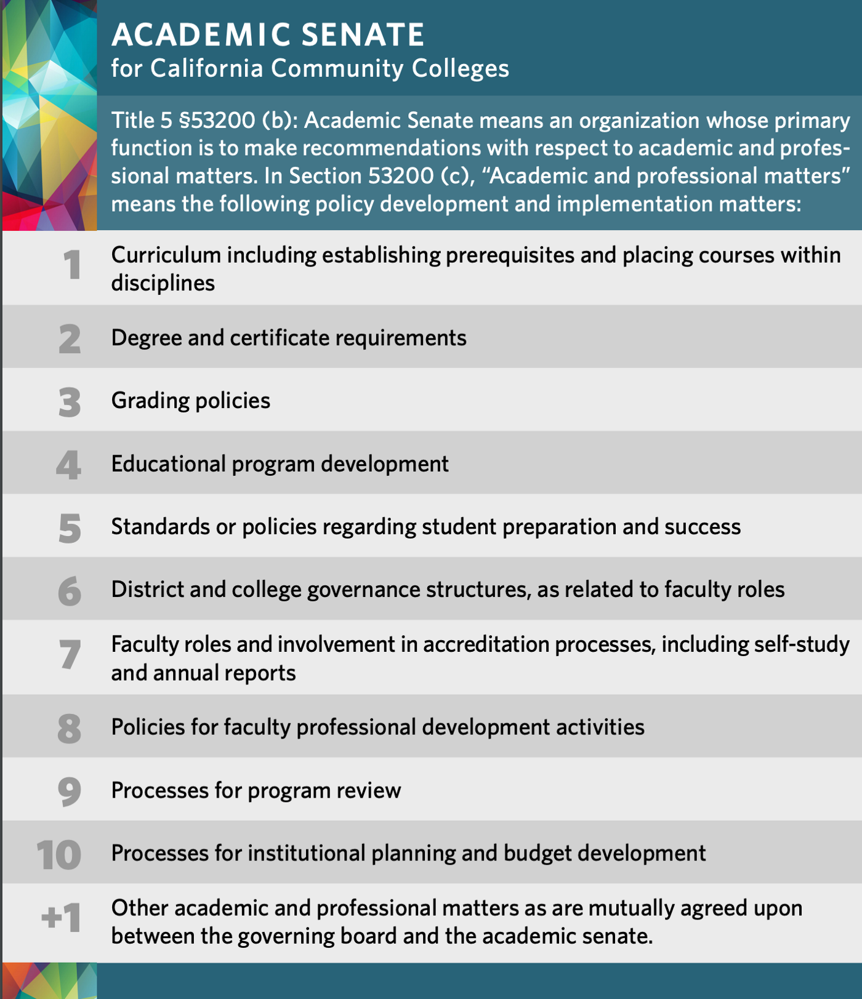 ACADEMIC SENATE
for California Community Colleges
Title 5 §53200 (b): Academic Senate means an organization whose primary
function is to make recommendations with respect to academic and profes-
sional matters. In Section 53200 (c), “Academic and professional matters”
means the following policy development and implementation matters:
1 Curriculum including establishing prerequisites and placing courses within
disciplines
2 Degree and certificate requirements
3 Grading policies
4 Educational program development
5 Standards or policies regarding student preparation and success
6 District and college governance structures, as related to faculty roles
7 Faculty roles and involvement in accreditation processes, including self-study
and annual reports
8 Policies for faculty professional development activities
9 Processes for program review
10 Processes for institutional planning and budget development
+1 Other academic and professional matters as are mutually agreed upon
between the governing board and the academic senate.